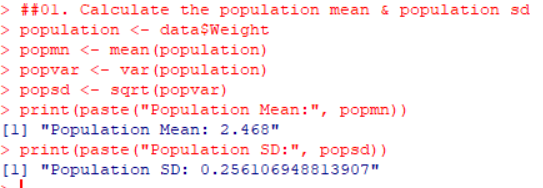 > ##01. Calculate the population mean & population sd
> population <- data$Weight
> popmn <- mean(population)
> popvar <- var(population)
> popsd <- sqrt(popvar)
> print(paste("Population Mean:", popmn))
[1] "Population Mean: 2.468"
> print(paste("Population SD:", popsd))
[1] "Population SD: 0.256106948813907"
>